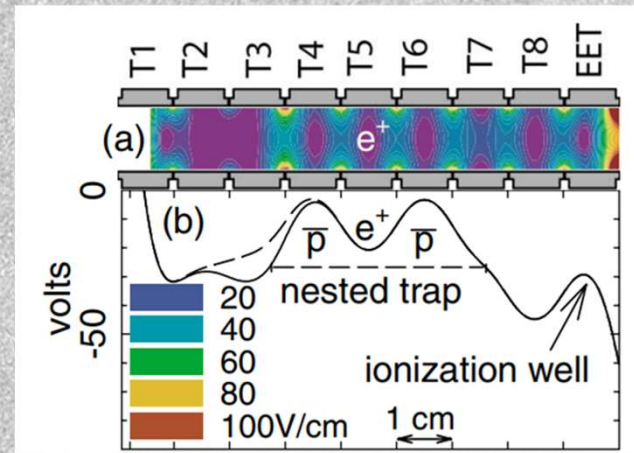 T1 T2 T3 T4 T5 T6 T7 T8 EET
(a) e⁺
0
(b) p̅ e⁺ p̅
volts
nested trap
20
-50
40
60
ionization well
80
1 cm
100V/cm